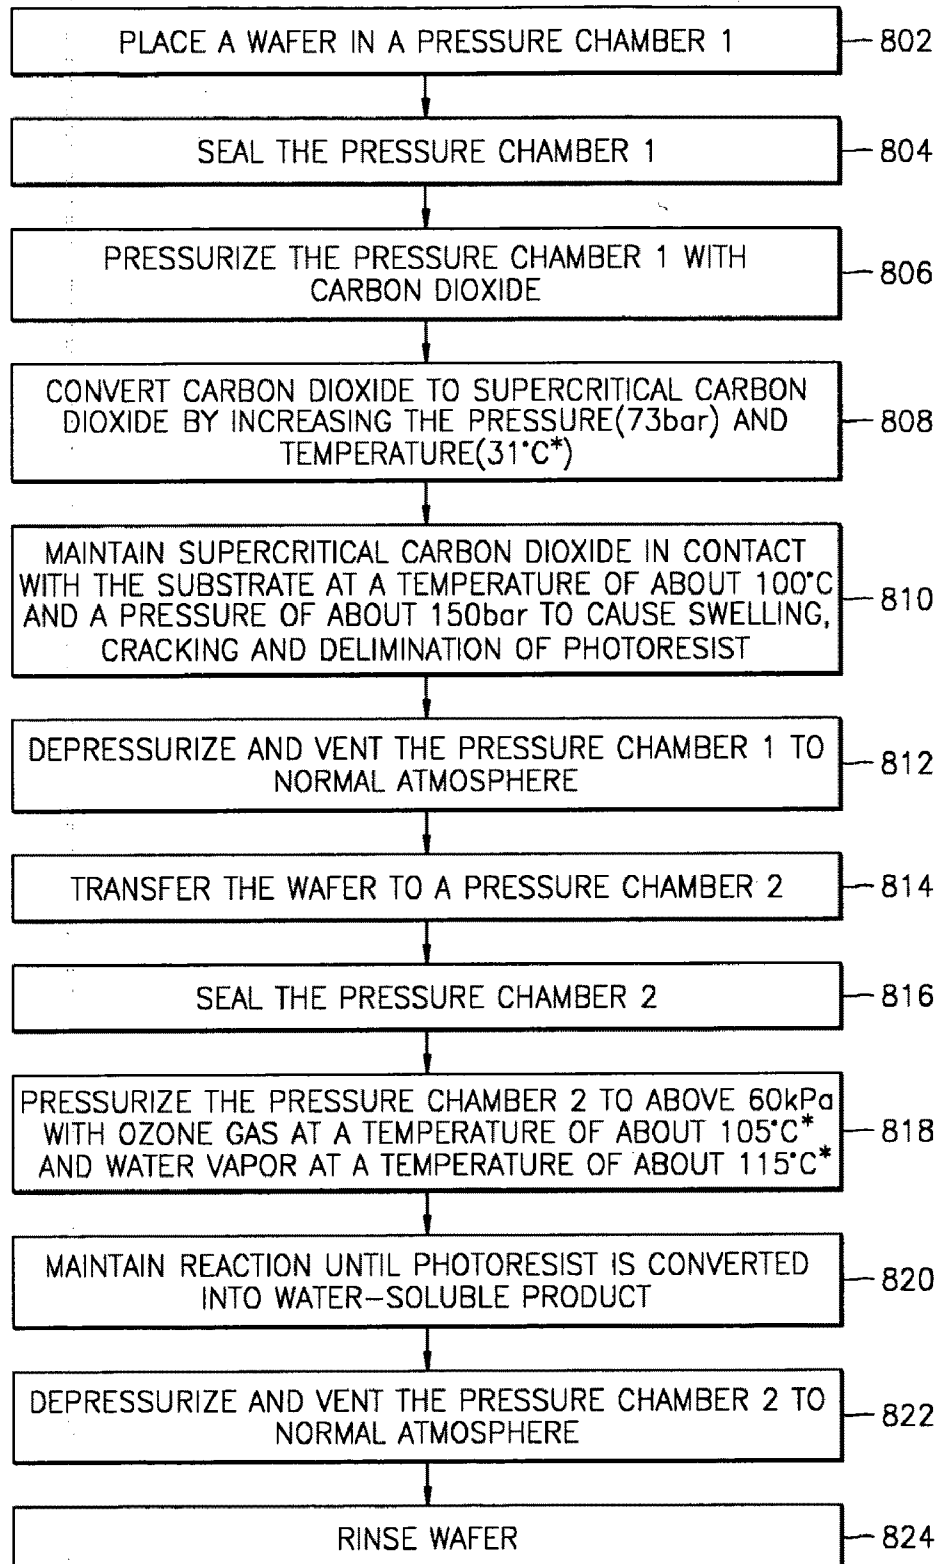 PLACE A WAFER IN A PRESSURE CHAMBER 1
802
SEAL THE PRESSURE CHAMBER 1
804
PRESSURIZE THE PRESSURE CHAMBER 1 WITH
CARBON DIOXIDE
806
CONVERT CARBON DIOXIDE TO SUPERCRITICAL CARBON
DIOXIDE BY INCREASING THE PRESSURE(73bar) AND
TEMPERATURE(31°C*)
808
MAINTAIN SUPERCRITICAL CARBON DIOXIDE IN CONTACT
WITH THE SUBSTRATE AT A TEMPERATURE OF ABOUT 100°C
AND A PRESSURE OF ABOUT 150bar TO CAUSE SWELLING,
CRACKING AND DELIMINATION OF PHOTORESIST
810
DEPRESSURIZE AND VENT THE PRESSURE CHAMBER 1 TO
NORMAL ATMOSPHERE
812
TRANSFER THE WAFER TO A PRESSURE CHAMBER 2
814
SEAL THE PRESSURE CHAMBER 2
816
PRESSURIZE THE PRESSURE CHAMBER 2 TO ABOVE 60kPa
WITH OZONE GAS AT A TEMPERATURE OF ABOUT 105°C*
AND WATER VAPOR AT A TEMPERATURE OF ABOUT 115°C*
818
MAINTAIN REACTION UNTIL PHOTORESIST IS CONVERTED
INTO WATER-SOLUBLE PRODUCT
820
DEPRESSURIZE AND VENT THE PRESSURE CHAMBER 2 TO
NORMAL ATMOSPHERE
822
RINSE WAFER
824